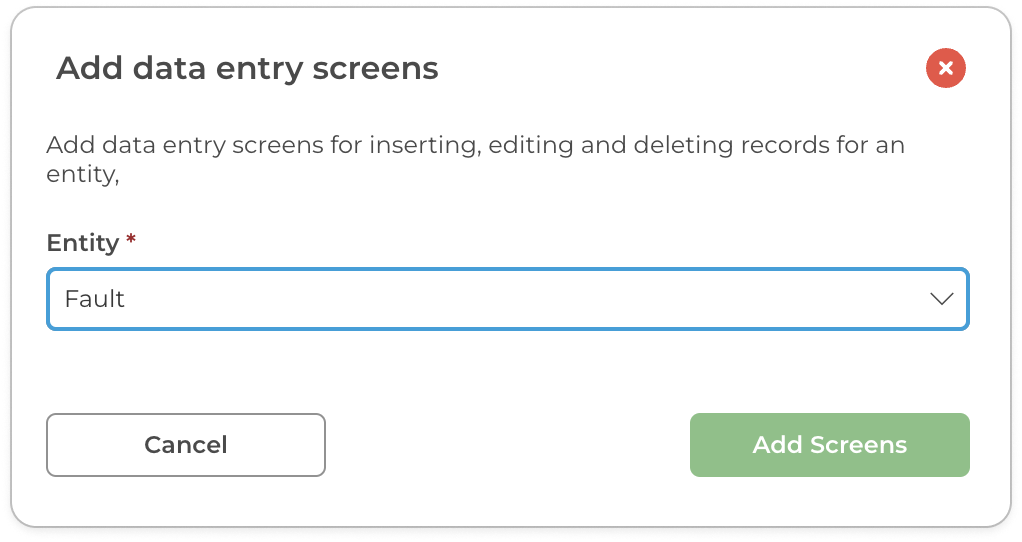 Add data entry screens
Add data entry screens for inserting, editing and deleting records for an
entity,
Entity *
Fault
Cancel
Add Screens